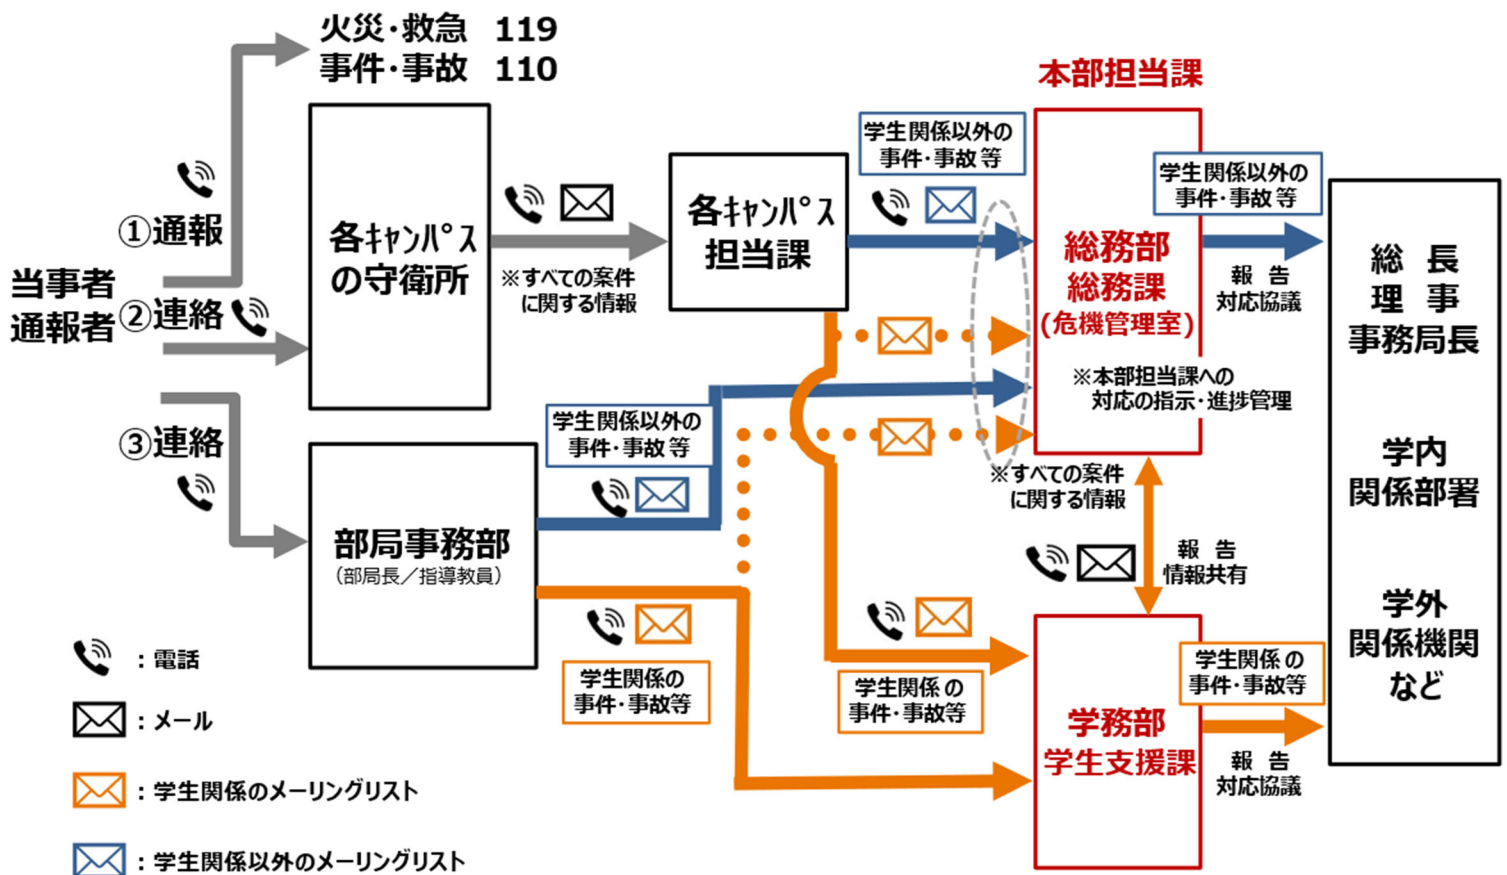 火災・救急 119
事件・事故 110
当事者
通報者
①通報
②連絡
③連絡
各ｷｬﾝﾊﾟｽ
の守衛所
※すべての案件
に関する情報
各ｷｬﾝﾊﾟｽ
担当課
部局事務部
（部局長／指導教員）
学生関係以外の
事件・事故等
学生関係以外の
事件・事故等
学生関係の
事件・事故等
学生関係の
事件・事故等
本部担当課
総務部
総務課
(危機管理室)
※本部担当課への
対応の指示・進捗管理
※すべての案件
に関する情報
報告
情報共有
学務部
学生支援課
学生関係以外の
事件・事故等
報告
対応協議
学生関係の
事件・事故等
報告
対応協議
総長
理事
事務局長
学内
関係部署
学外
関係機関
など
：電話
：メール
：学生関係のメーリングリスト
：学生関係以外のメーリングリスト